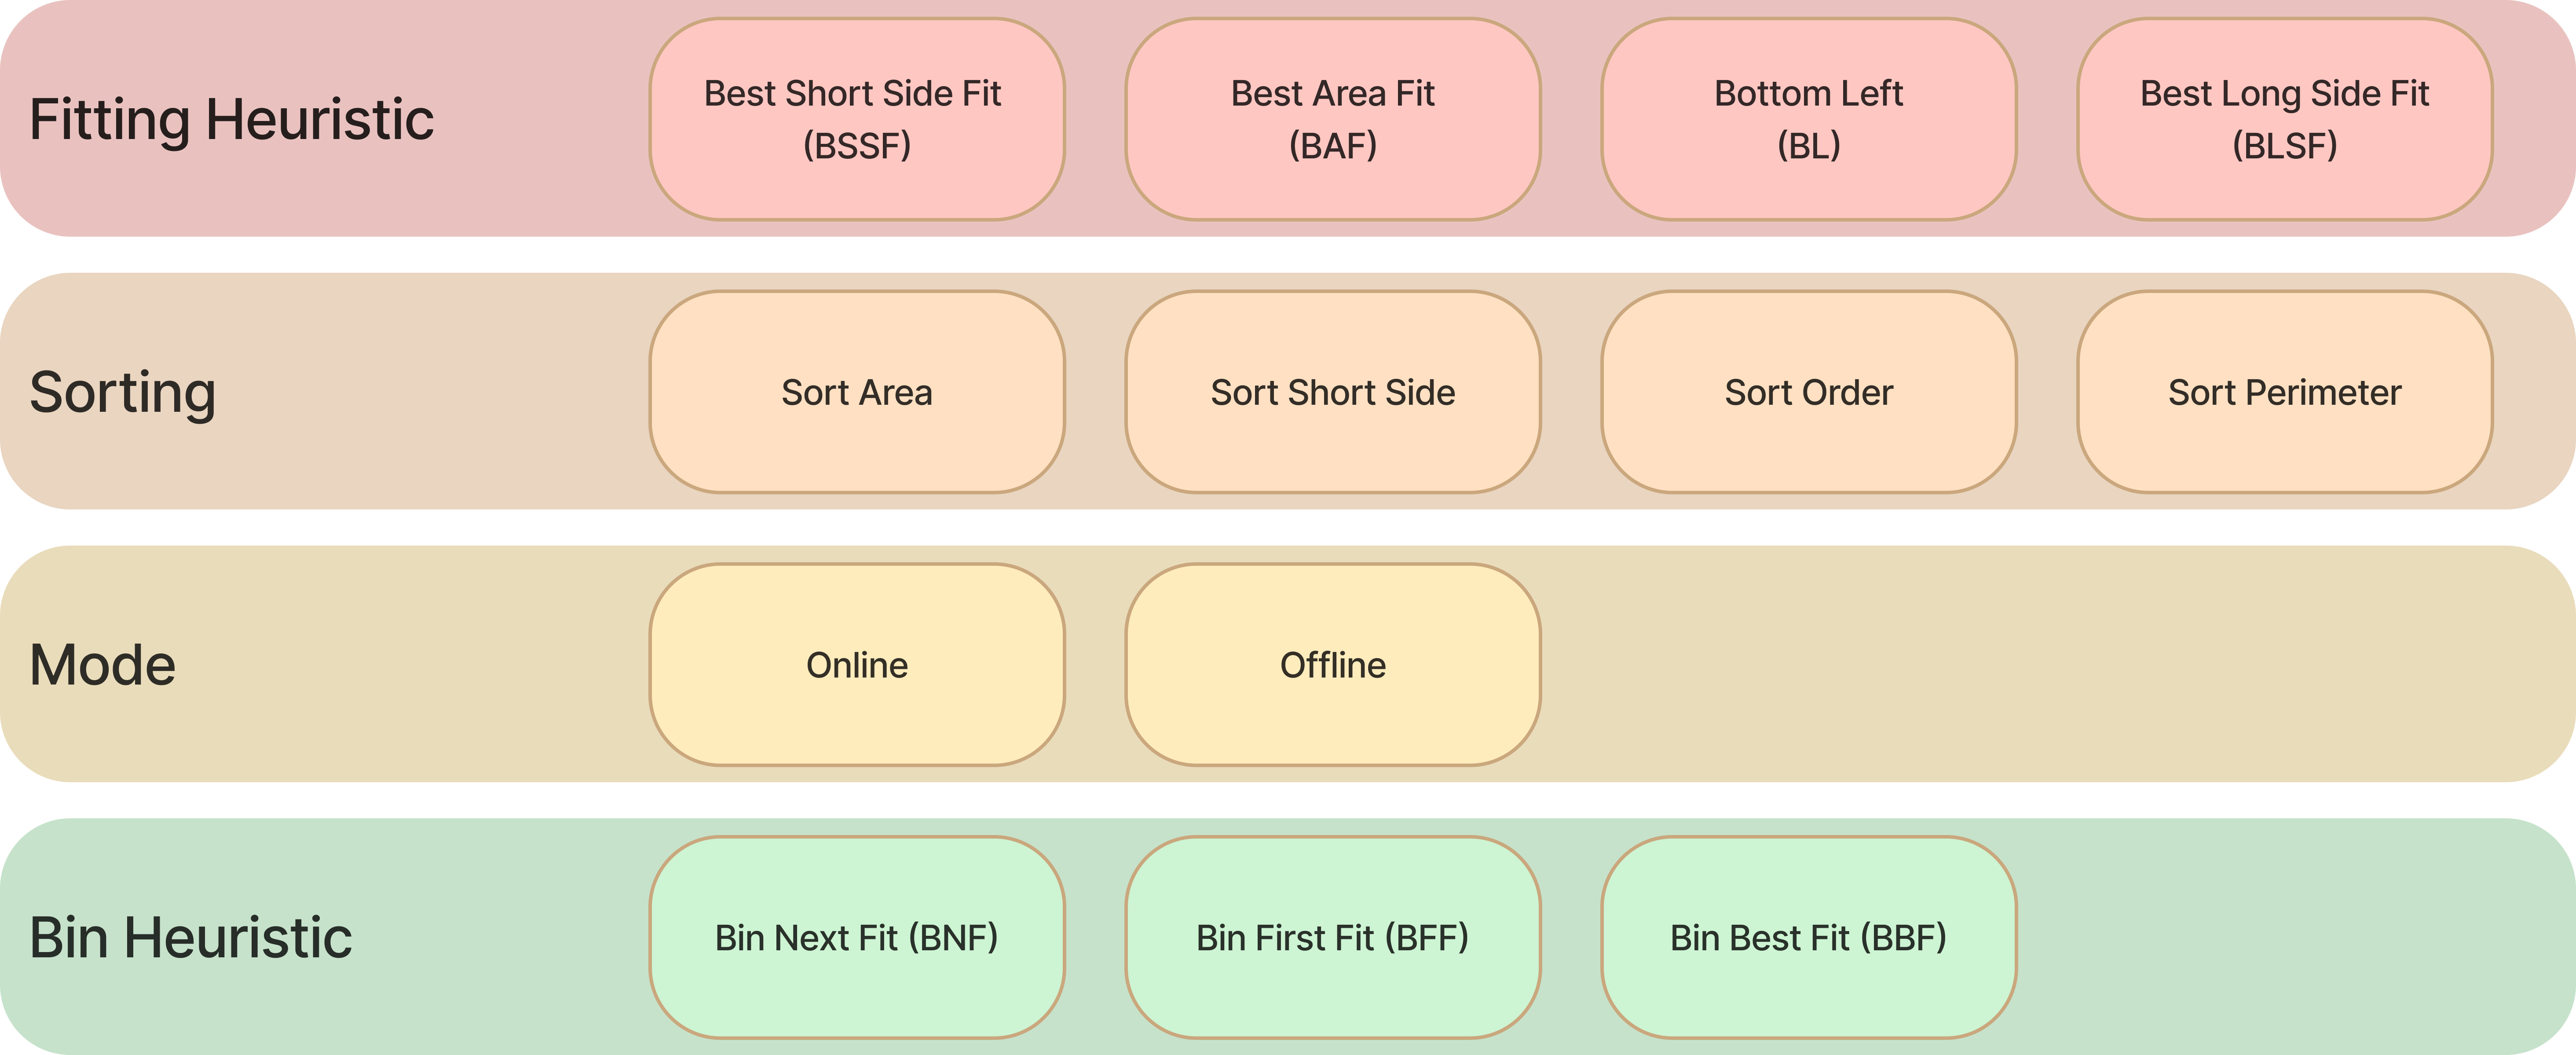 Fitting Heuristic
Best Short Side Fit
(BSSF)
Best Area Fit
(BAF)
Bottom Left
(BL)
Best Long Side Fit
(BLSF)
Sorting
Sort Area
Sort Short Side
Sort Order
Sort Perimeter
Mode
Online
Offline
Bin Heuristic
Bin Next Fit (BNF)
Bin First Fit (BFF)
Bin Best Fit (BBF)